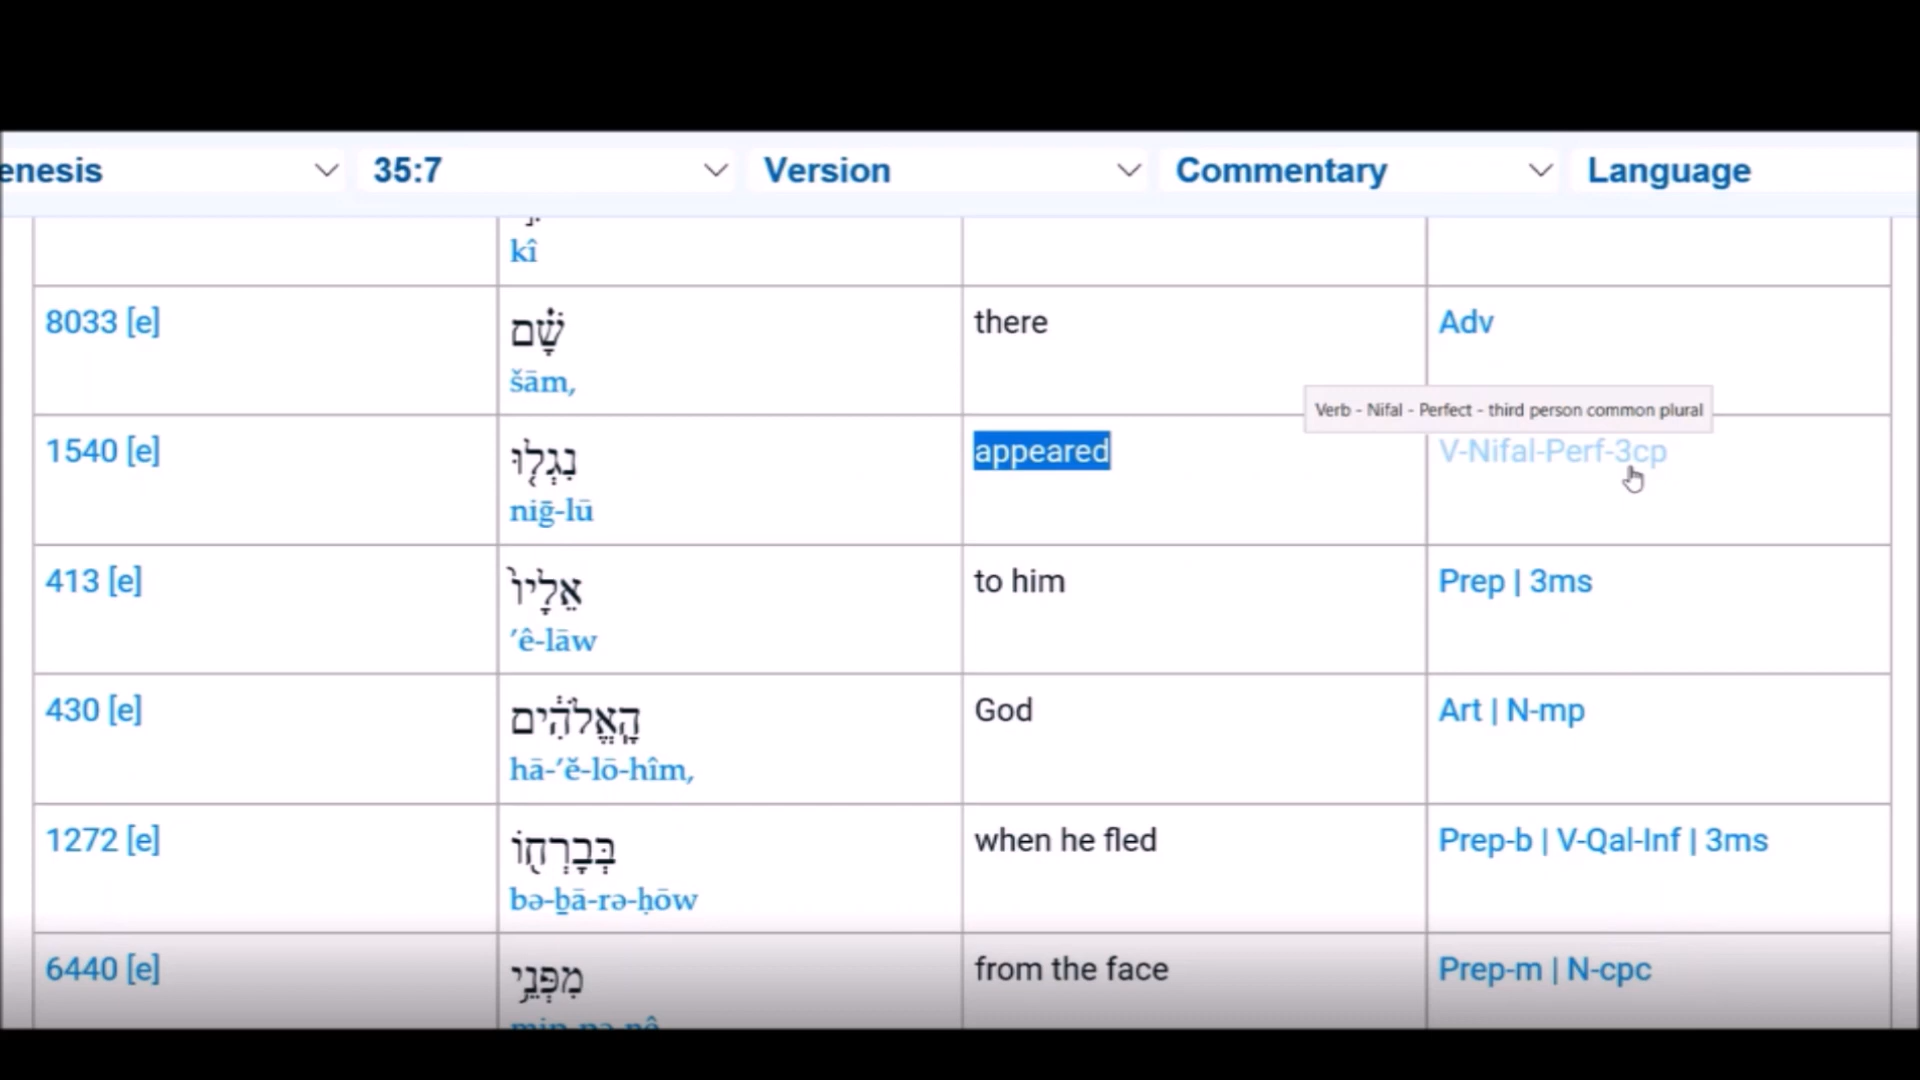 enesis 35:7 Version Commentary Language
kî
8033 [e] שָׁ֗ם there Adv
šām,
Verb - Nifal - Perfect - third person common plural
1540 [e] נִגְל֤וּ appeared V-Nifal-Perf-3cp
niḡ-lū
413 [e] אֵלָיו֙ to him Prep | 3ms
’ê-lāw
430 [e] הָֽאֱלֹהִ֔ים God Art | N-mp
hā-’ĕ-lō-hîm,
1272 [e] בְּבָרְח֖וֹ when he fled Prep-b | V-Qal-Inf | 3ms
bə-ḇā-rə-ḥōw
6440 [e] מִפְּנֵ֥י from the face Prep-m | N-cpc
mip-pə-nê